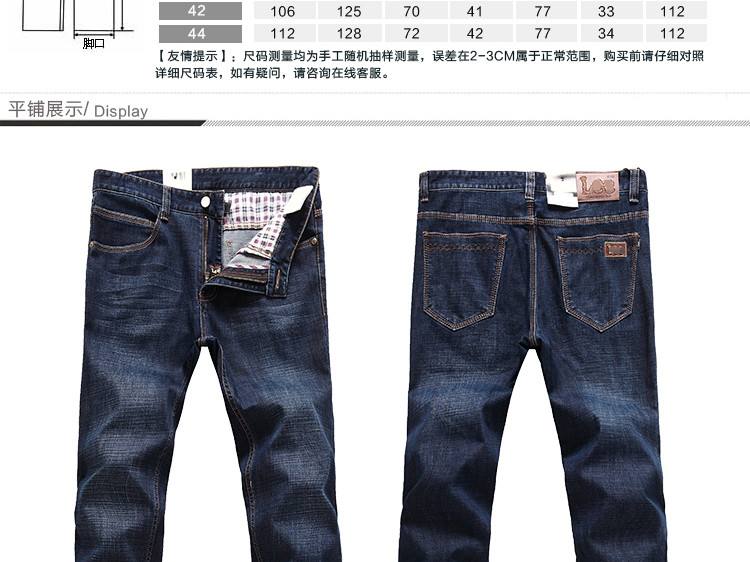 42 106 125 70 41 77 33 112
44 112 128 72 42 77 34 112
脚口
【友情提示】：尺码测量均为手工随机抽样测量，误差在2-3CM属于正常范围，购买前请仔细对照
详细尺码表，如有疑问，请咨询在线客服。
平铺展示/ Display